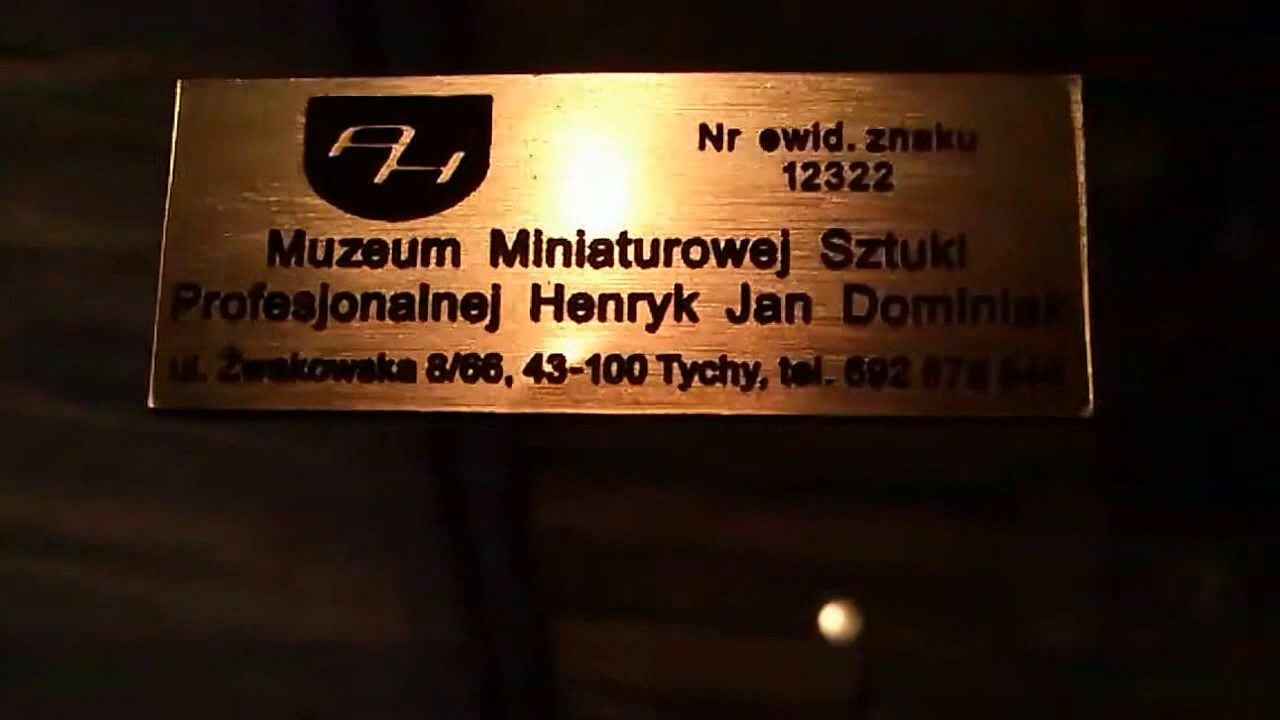 AH
Nr ewid. znaku
12322
Muzeum Miniaturowej Sztuki
Profesjonalnej Henryk Jan Dominiak
ul. Żwakowska 8/66, 43-100 Tychy, tel. 692